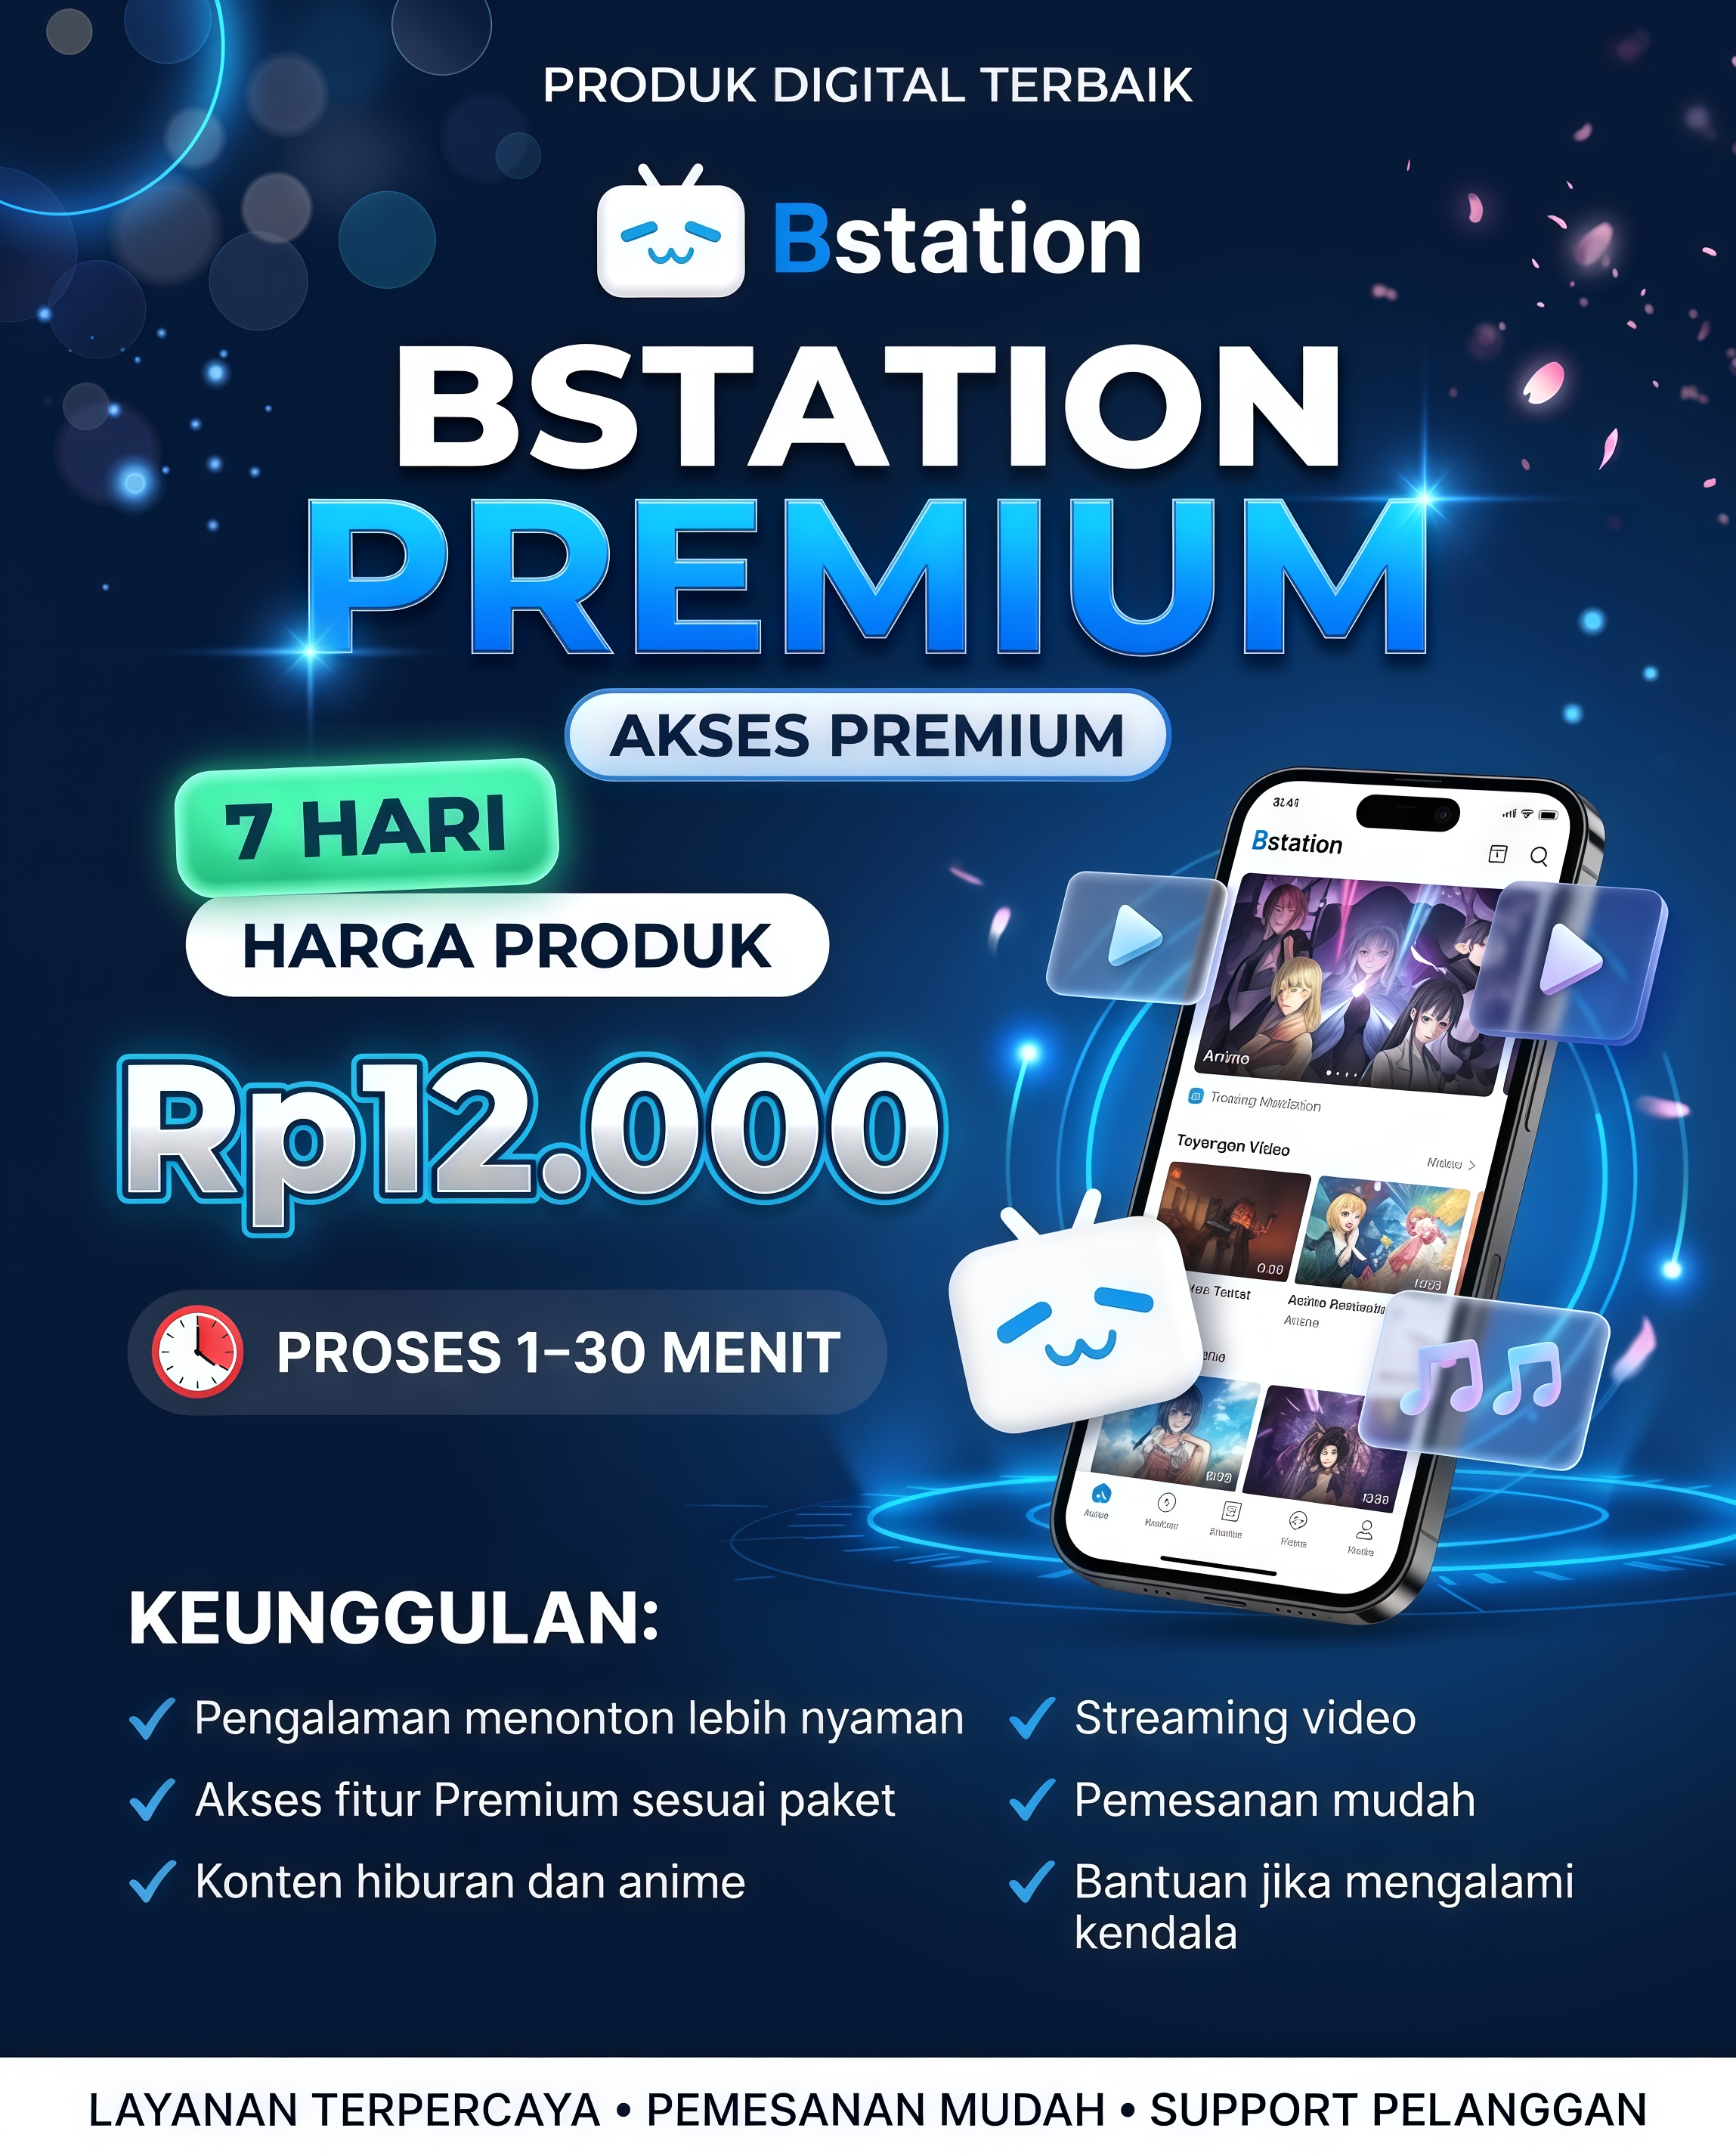 PRODUK DIGITAL TERBAIK
Bstation
BSTATION
PREMIUM
AKSES PREMIUM
7 HARI
HARGA PRODUK
Rp12.000
PROSES 1–30 MENIT
Bstation
Toyergen Video
KEUNGGULAN:
Pengalaman menonton lebih nyaman
Akses fitur Premium sesuai paket
Konten hiburan dan anime
Streaming video
Pemesanan mudah
Bantuan jika mengalami
kendala
LAYANAN TERPERCAYA • PEMESANAN MUDAH • SUPPORT PELANGGAN